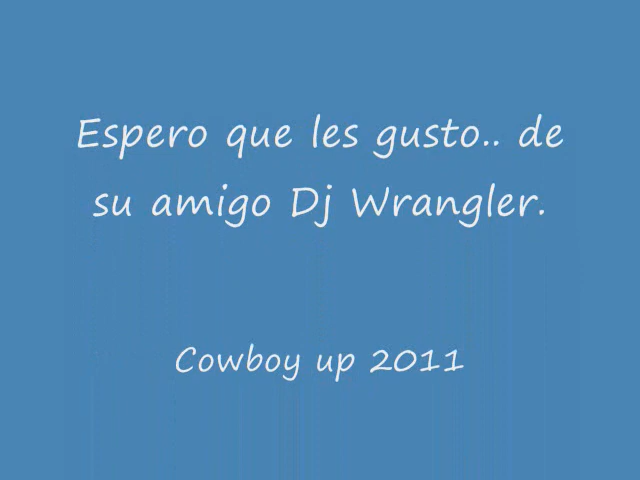 Espero que les gusto.. de
su amigo Dj Wrangler.
Cowboy up 2011